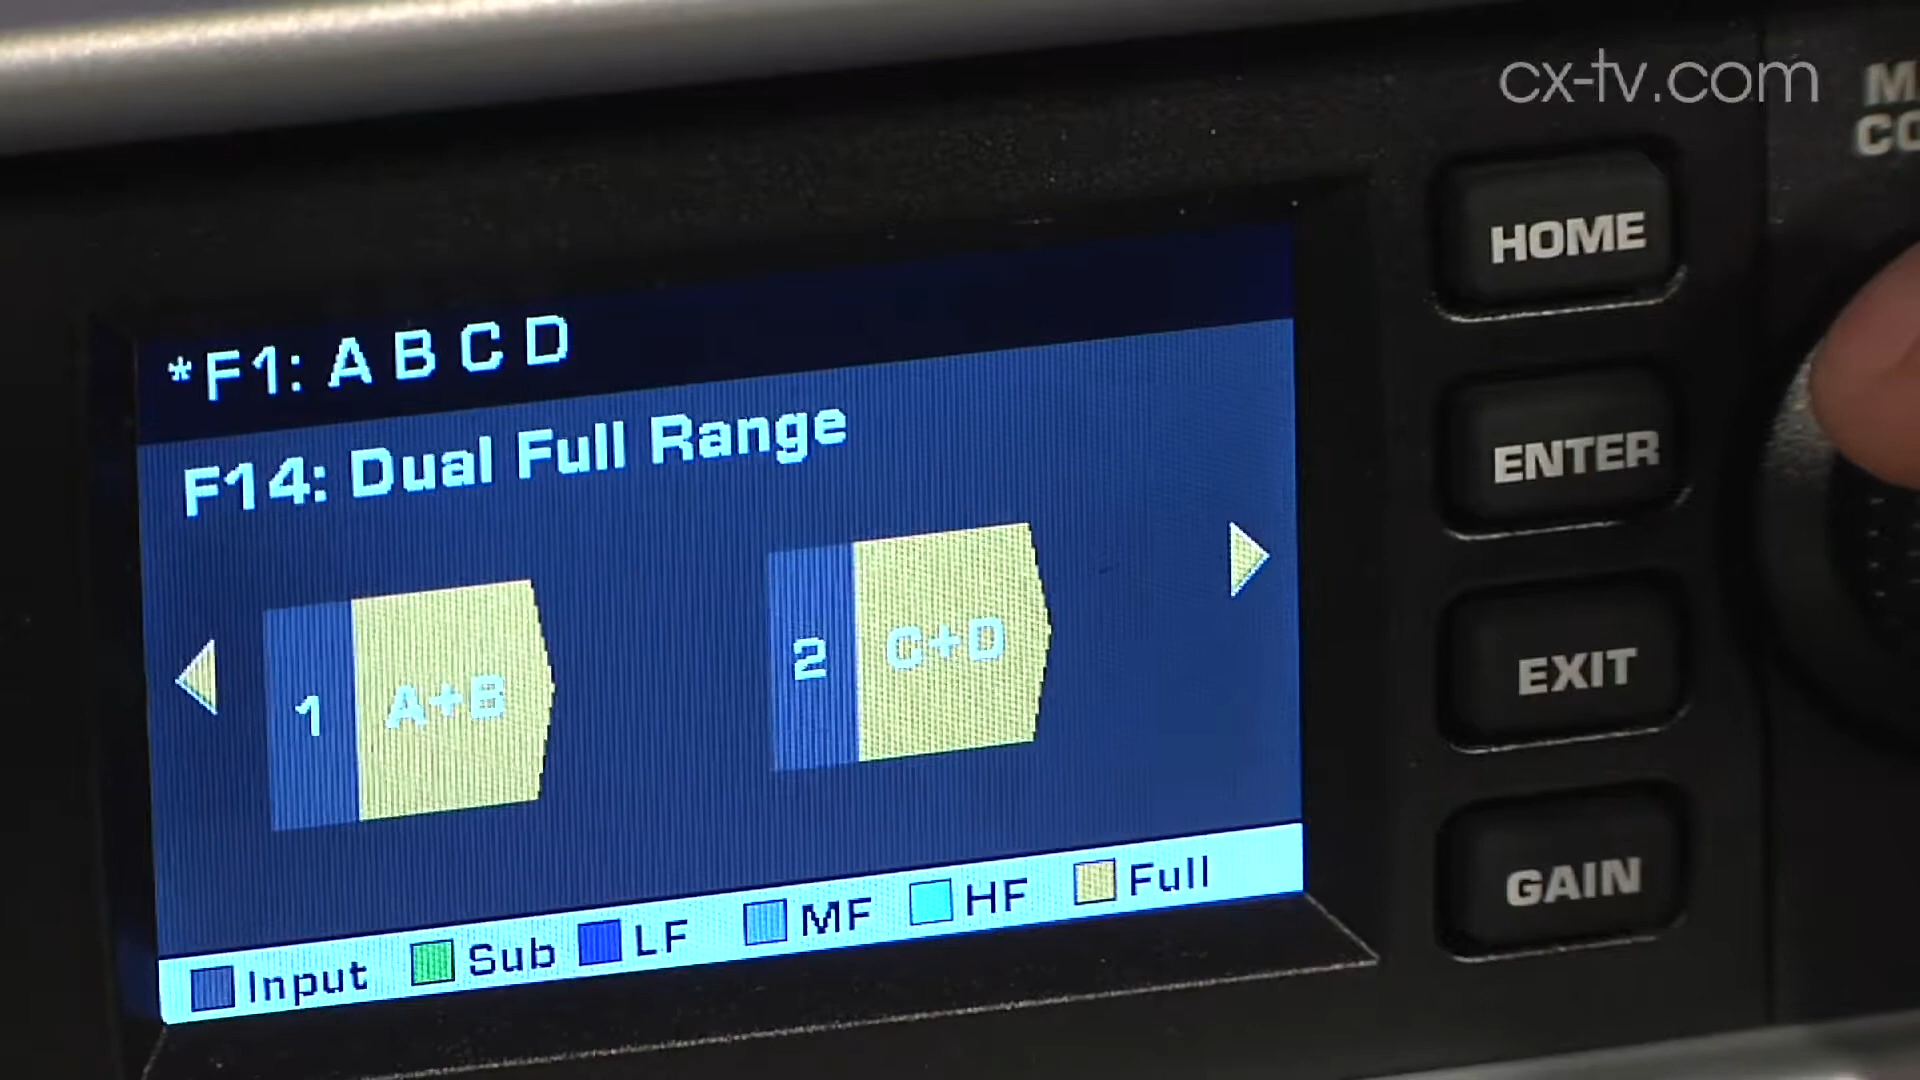 cx-tv.com
*F1: A B C D
F14: Dual Full Range
1 A+B
2 C+D
Input Sub LF MF HF Full
HOME
ENTER
EXIT
GAIN